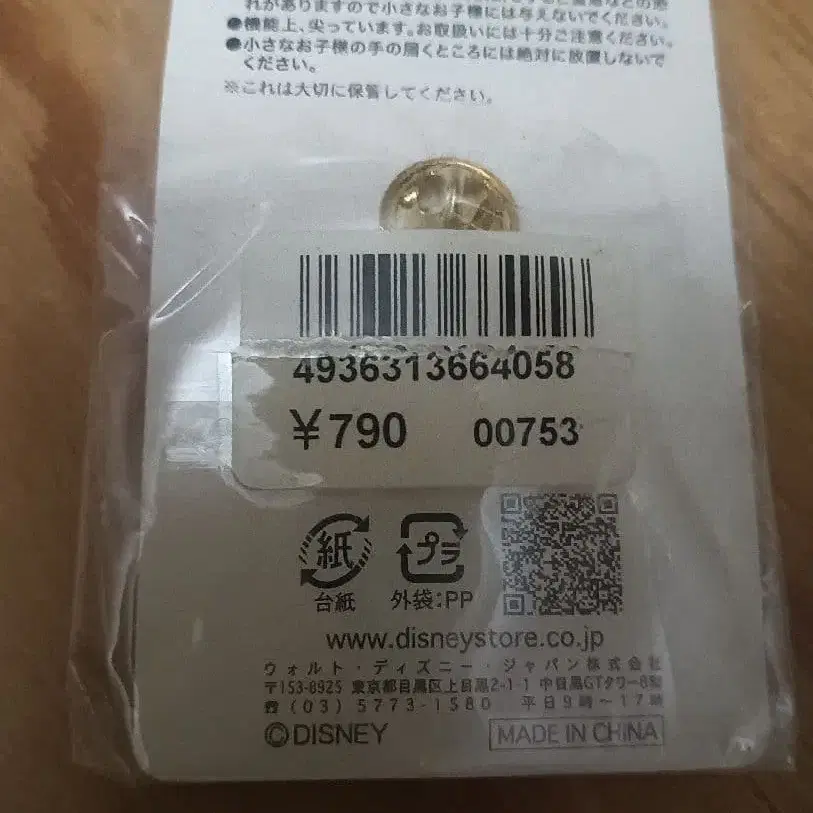 れがありますので小さなお子様には与えないでください。
●機能上、尖っています。お取扱いには十分ご注意ください。
●小さなお子様の手の届くところには絶対に放置しないで
ください。
※これは大切に保管してください。
4936313664058
¥790 00753
紙 プラ
台紙 外袋:PP
www.disneystore.co.jp
ウォルト・ディズニー・ジャパン株式会社
〒153-8925 東京都目黒区上目黒2-1-1 中目黒GTタワー8階
☎(03)5773-1580 平日9時〜17時
©DISNEY MADE IN CHINA